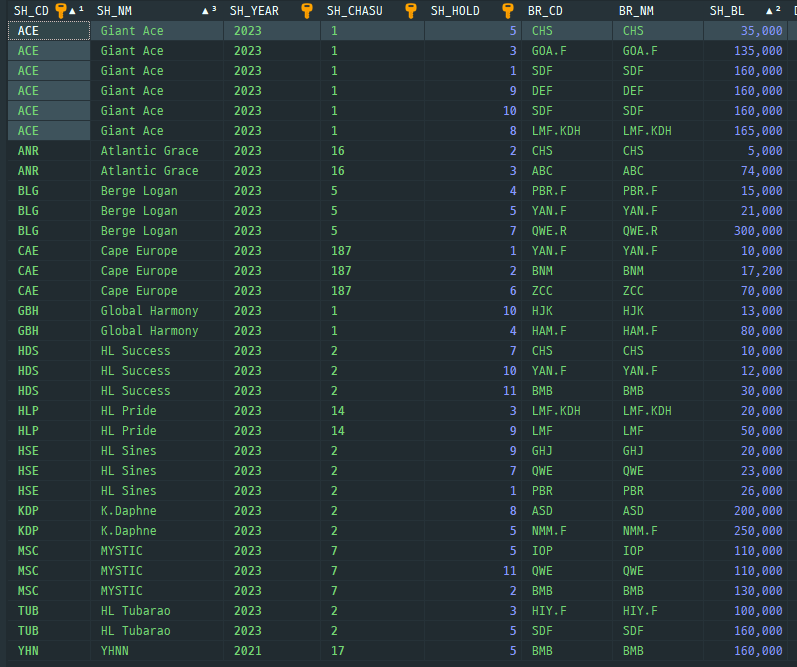 SH_CD ▲1 SH_NM ▲3 SH_YEAR SH_CHASU SH_HOLD BR_CD BR_NM SH_BL ▲2
ACE Giant Ace 2023 1 5 CHS CHS 35,000
ACE Giant Ace 2023 1 3 GOA.F GOA.F 135,000
ACE Giant Ace 2023 1 1 SDF SDF 160,000
ACE Giant Ace 2023 1 9 DEF DEF 160,000
ACE Giant Ace 2023 1 10 SDF SDF 160,000
ACE Giant Ace 2023 1 8 LMF.KDH LMF.KDH 165,000
ANR Atlantic Grace 2023 16 2 CHS CHS 5,000
ANR Atlantic Grace 2023 16 3 ABC ABC 74,000
BLG Berge Logan 2023 5 4 PBR.F PBR.F 15,000
BLG Berge Logan 2023 5 5 YAN.F YAN.F 21,000
BLG Berge Logan 2023 5 7 QWE.R QWE.R 300,000
CAE Cape Europe 2023 187 1 YAN.F YAN.F 10,000
CAE Cape Europe 2023 187 2 BNM BNM 17,200
CAE Cape Europe 2023 187 6 ZCC ZCC 70,000
GBH Global Harmony 2023 1 10 HJK HJK 13,000
GBH Global Harmony 2023 1 4 HAM.F HAM.F 80,000
HDS HL Success 2023 2 7 CHS CHS 10,000
HDS HL Success 2023 2 10 YAN.F YAN.F 12,000
HDS HL Success 2023 2 11 BMB BMB 30,000
HLP HL Pride 2023 14 3 LMF.KDH LMF.KDH 20,000
HLP HL Pride 2023 14 9 LMF LMF 50,000
HSE HL Sines 2023 2 9 GHJ GHJ 20,000
HSE HL Sines 2023 2 7 QWE QWE 23,000
HSE HL Sines 2023 2 1 PBR PBR 26,000
KDP K.Daphne 2023 2 8 ASD ASD 200,000
KDP K.Daphne 2023 2 5 NMM.F NMM.F 250,000
MSC MYSTIC 2023 7 5 IOP IOP 110,000
MSC MYSTIC 2023 7 11 QWE QWE 110,000
MSC MYSTIC 2023 7 2 BMB BMB 130,000
TUB HL Tubarao 2023 2 3 HIY.F HIY.F 100,000
TUB HL Tubarao 2023 2 5 SDF SDF 160,000
YHN YHNN 2021 17 5 BMB BMB 160,000